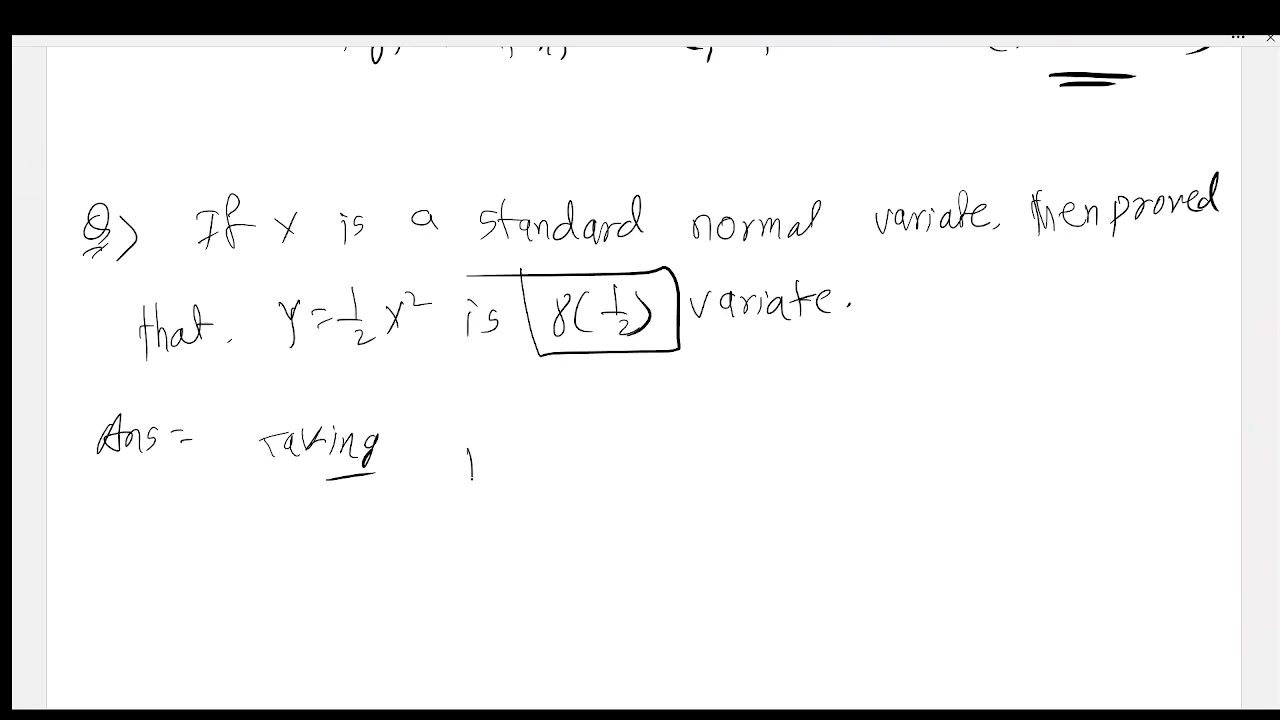 Q> If X is a standard normal variate, then proved
that. Y = 1/2 X² is γ(1/2) variate.
Ans = Taking